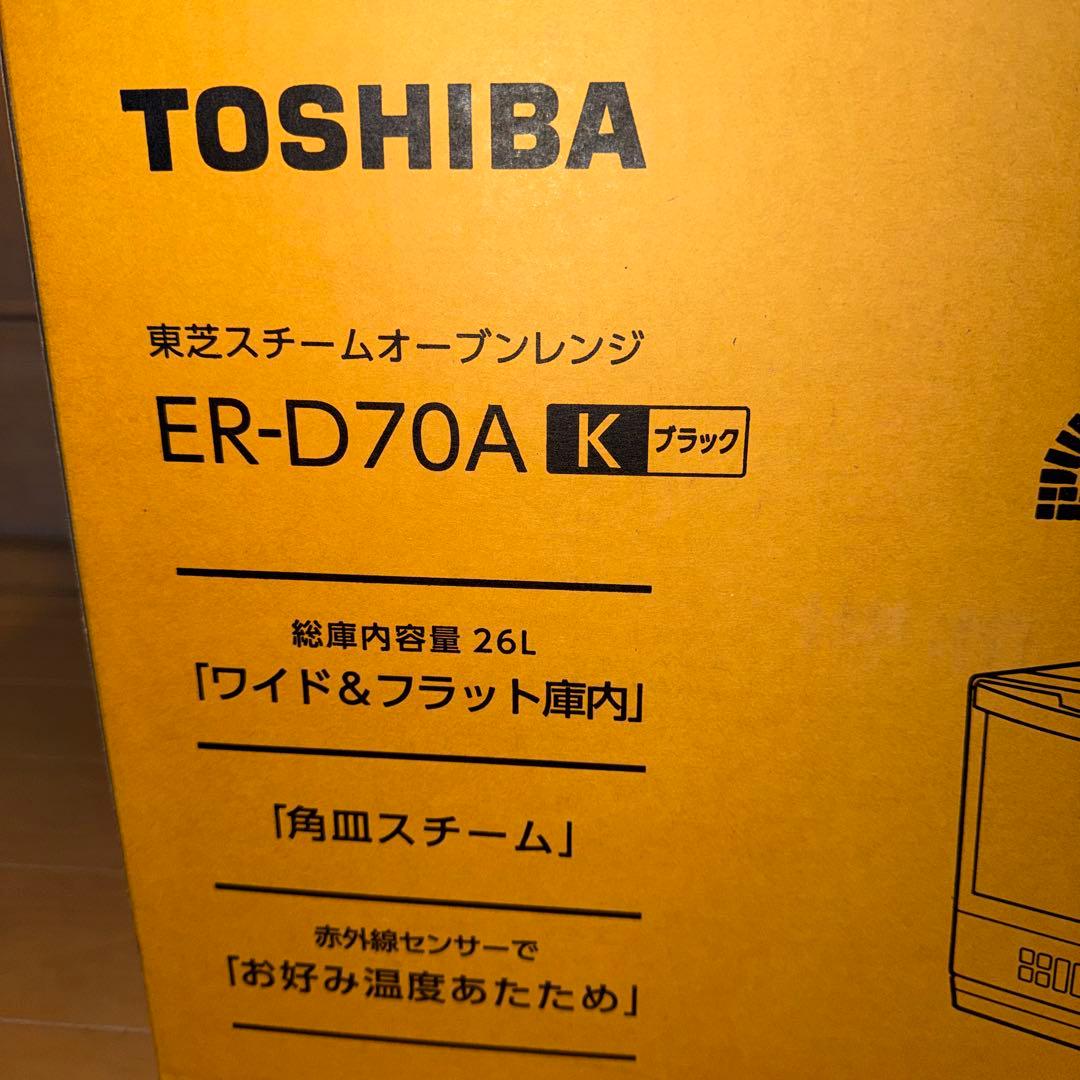 TOSHIBA
東芝スチームオーブンレンジ
ER-D70A K ブラック
総庫内容量 26L
「ワイド&フラット庫内」
「角皿スチーム」
赤外線センサーで
「お好み温度あたため」